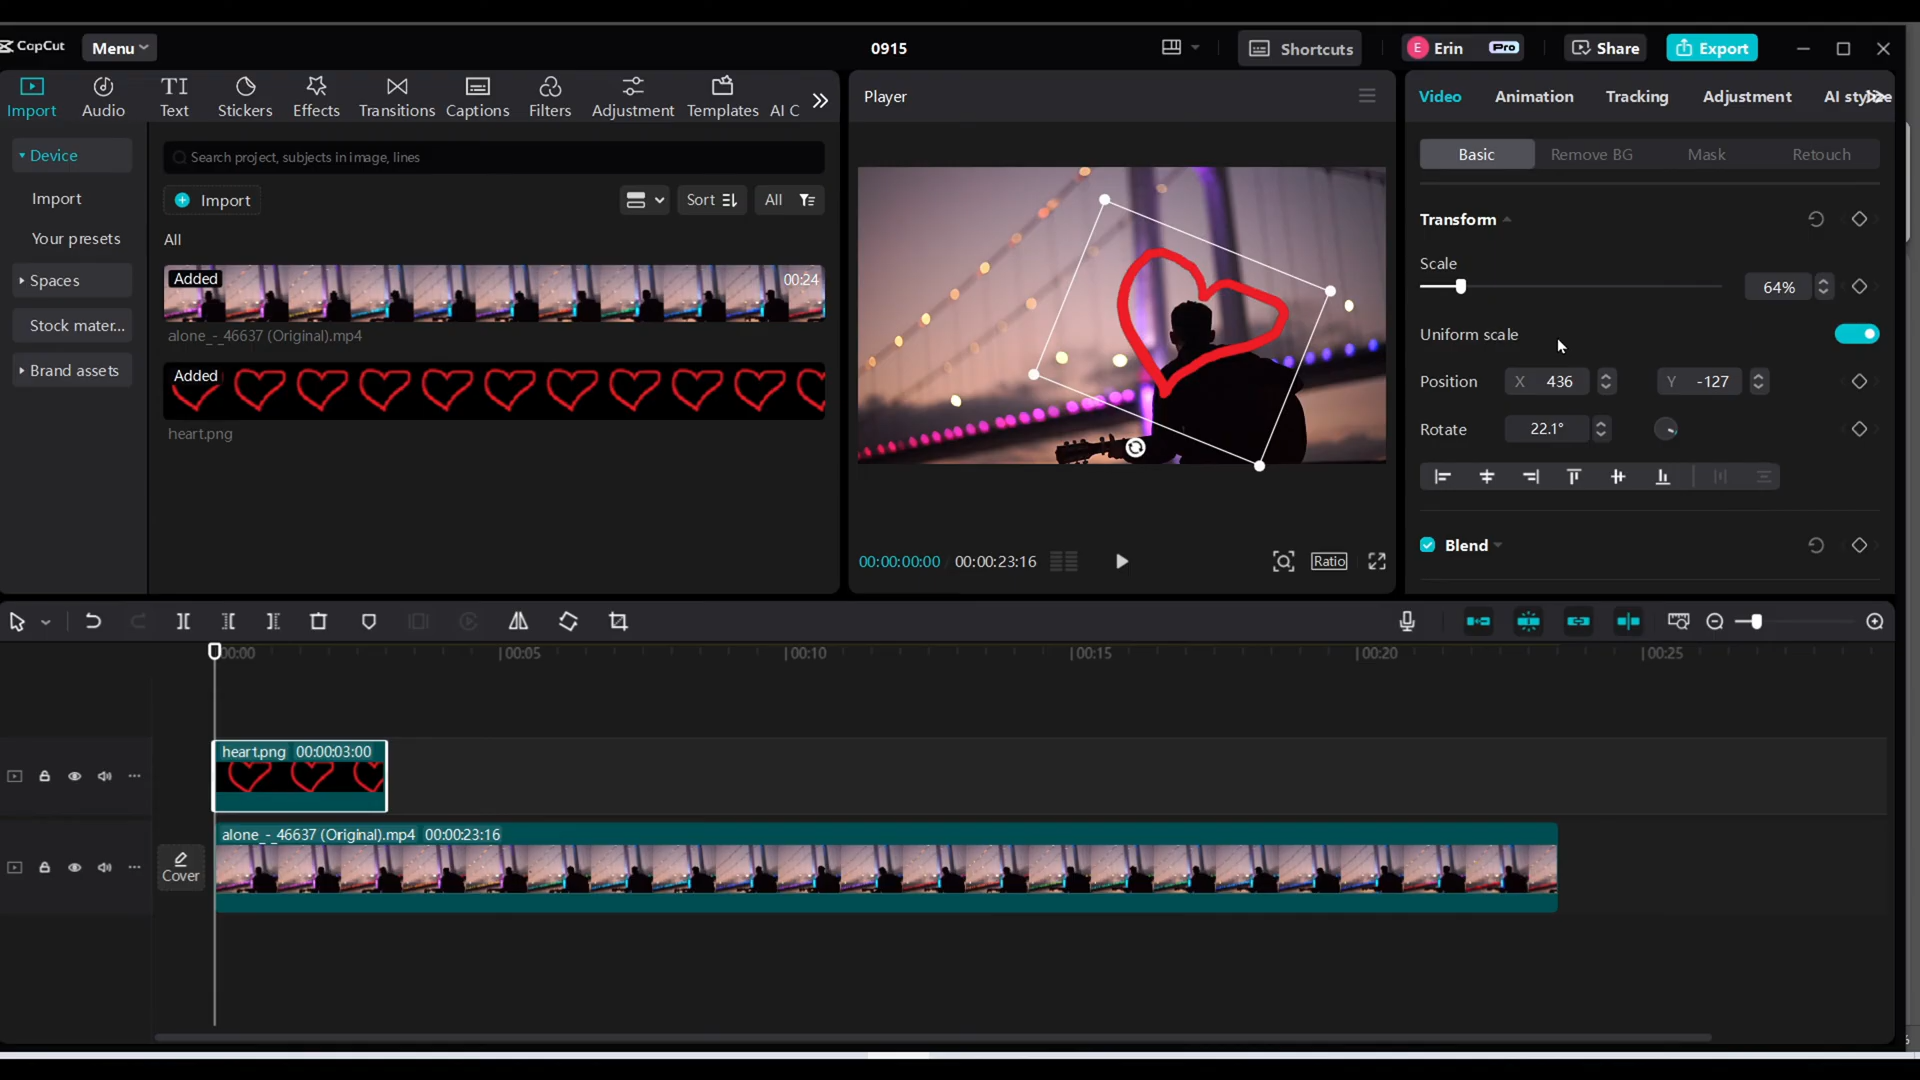 CapCut
Menu
0915
Shortcuts
E Erin Pro
Share
Export
Import
Audio
TI
Text
Stickers
Effects
Transitions
Captions
Filters
Adjustment
Templates
AI C
Device
Import
Your presets
Spaces
Stock mater...
Brand assets
Search project, subjects in image, lines
Import
Sort
All
All
Added
00:24
alone_-_46637 (Original).mp4
Added
heart.png
Player
00:00:00:00
00:00:23:16
Ratio
Video
Animation
Tracking
Adjustment
AI stylize
Basic
Remove BG
Mask
Retouch
Transform
Scale
64%
Uniform scale
Position
X 436
Y -127
Rotate
22.1°
Blend
00:00
00:05
00:10
00:15
00:20
00:25
heart.png 00:00:03:00
Cover
alone_-_46637 (Original).mp4 00:00:23:16